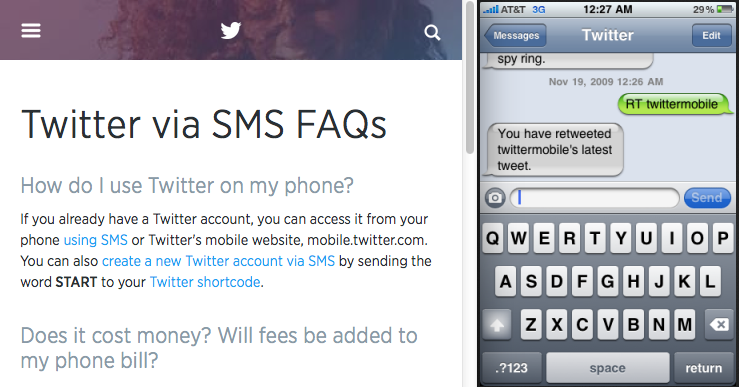 Twitter via SMS FAQs
How do I use Twitter on my phone?
If you already have a Twitter account, you can access it from your
phone using SMS or Twitter's mobile website, mobile.twitter.com.
You can also create a new Twitter account via SMS by sending the
word START to your Twitter shortcode.
Does it cost money? Will fees be added to
my phone bill?
AT&T 3G 12:27 AM 29%
Messages Twitter Edit
spy ring.
Nov 19, 2009 12:26 AM
RT twittermobile
You have retweeted
twittermobile's latest
tweet.
Send
Q W E R T Y U I O P
A S D F G H J K L
Z X C V B N M
.?123 space return